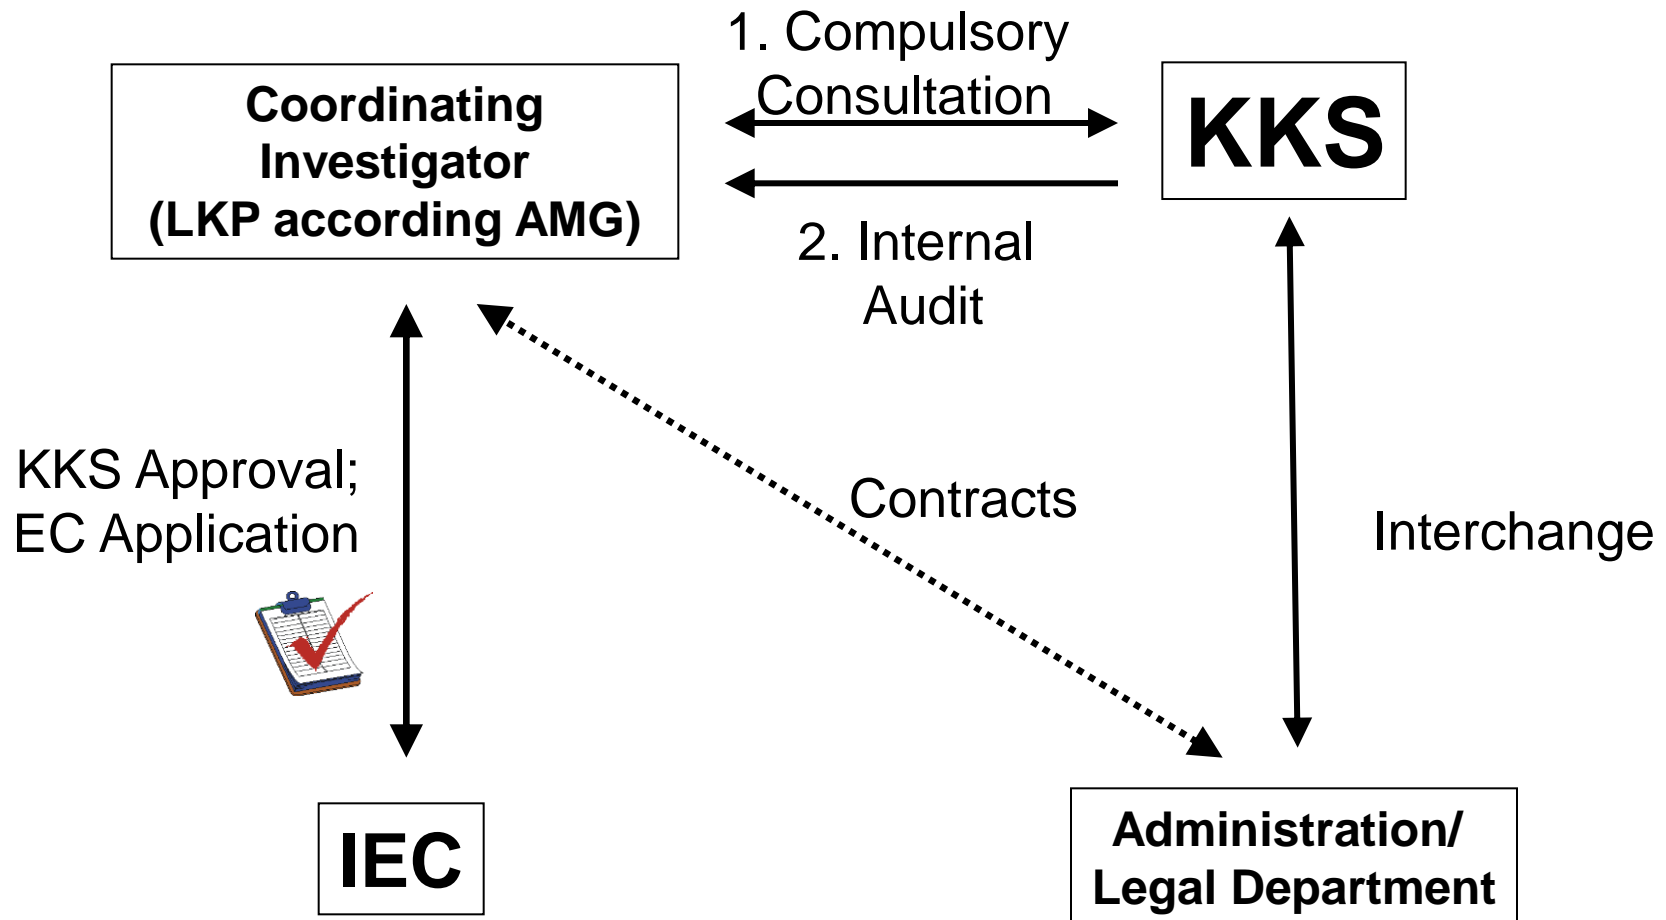 1. Compulsory
Consultation
Coordinating
Investigator
(LKP according AMG)
KKS
2. Internal
Audit
KKS Approval;
EC Application
Contracts
Interchange
IEC
Administration/
Legal Department